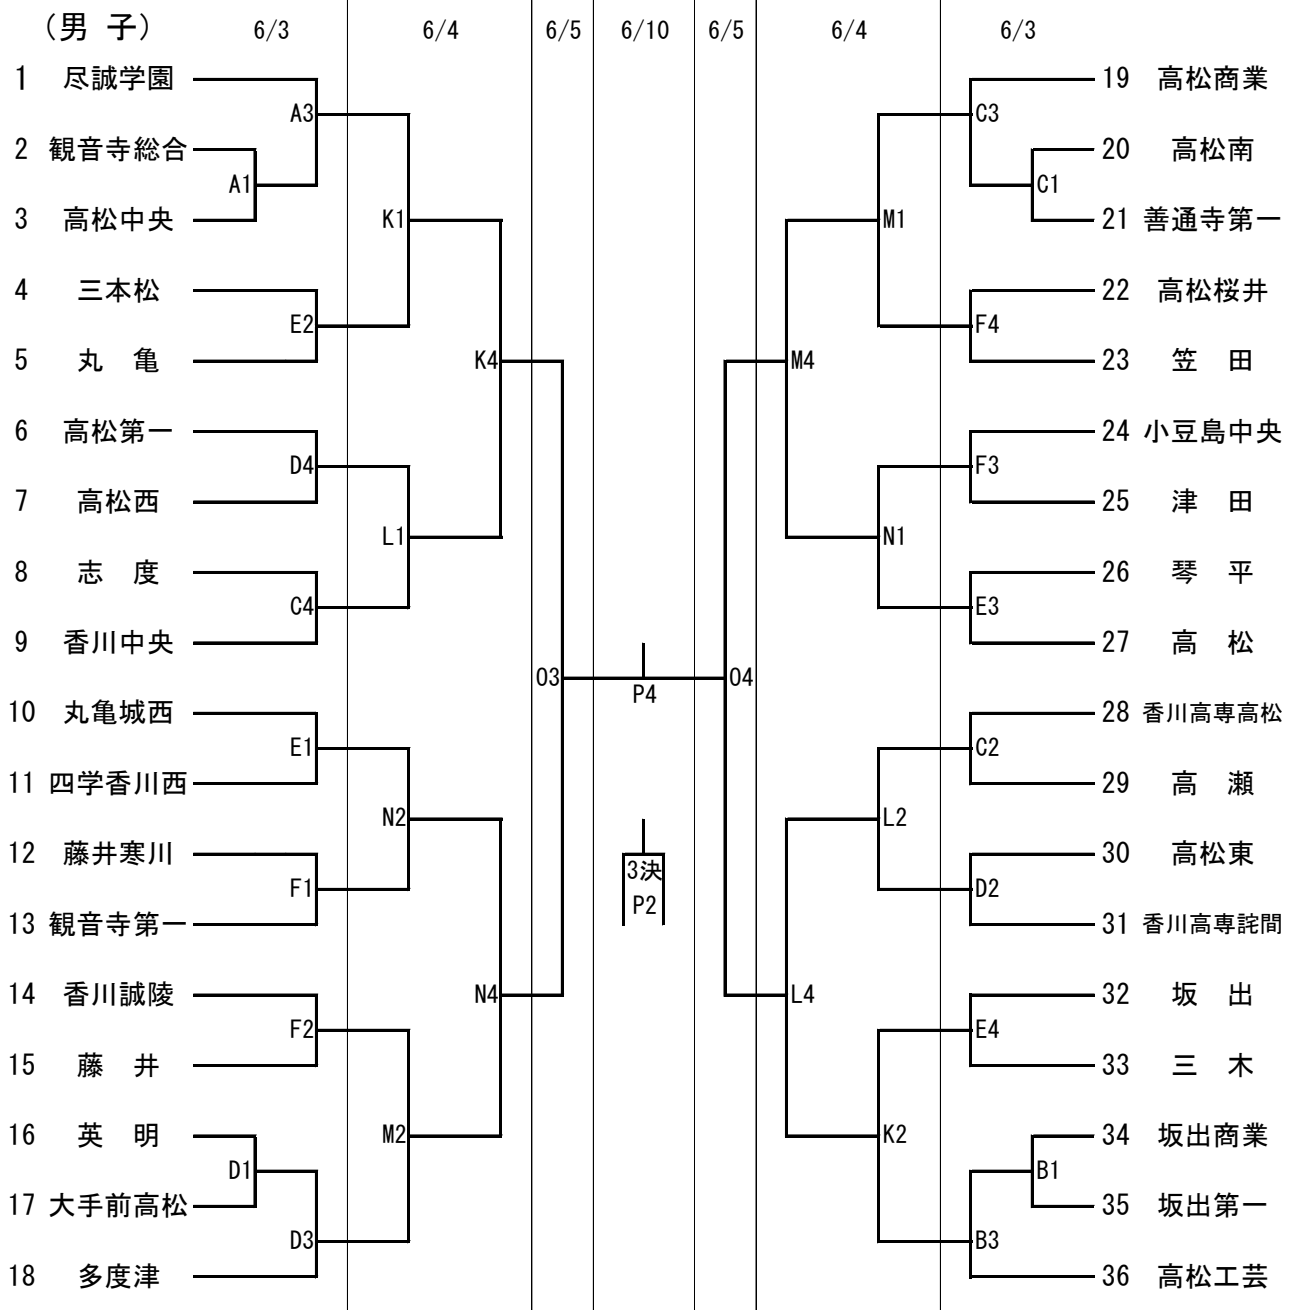 （男 子）
6/3 6/4 6/5 6/10 6/5 6/4 6/3
1 尽誠学園 19 高松商業
A3 C3
2 観音寺総合 20 高松南
A1 C1
3 高松中央 K1 M1 21 善通寺第一
4 三本松 22 高松桜井
E2 F4
5 丸 亀 K4 M4 23 笠 田
6 高松第一 24 小豆島中央
D4 F3
7 高松西 25 津 田
L1 N1
8 志 度 26 琴 平
C4 E3
9 香川中央 27 高 松
O3 O4
P4
10 丸亀城西 28 香川高専高松
E1 C2
11 四学香川西 29 高 瀬
N2 L2
12 藤井寒川 30 高松東
3決
F1 D2
P2
13 観音寺第一 31 香川高専詫間
14 香川誠陵 N4 L4 32 坂 出
F2 E4
15 藤 井 33 三 木
16 英 明 M2 K2 34 坂出商業
D1 B1
17 大手前高松 35 坂出第一
D3 B3
18 多度津 36 高松工芸